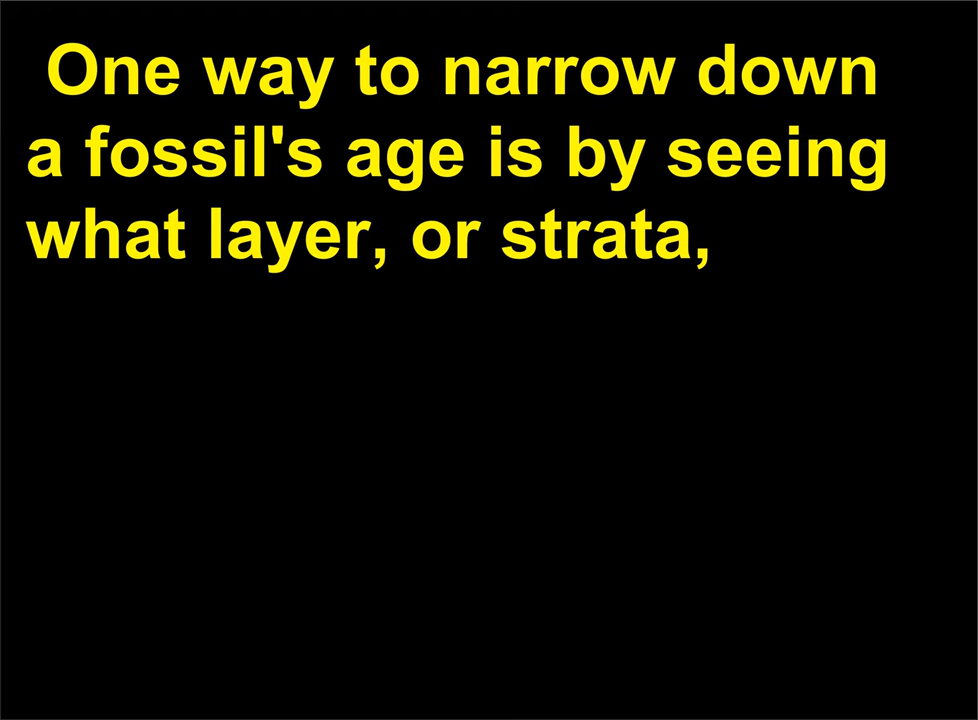 One way to narrow down
a fossil's age is by seeing
what layer, or strata,